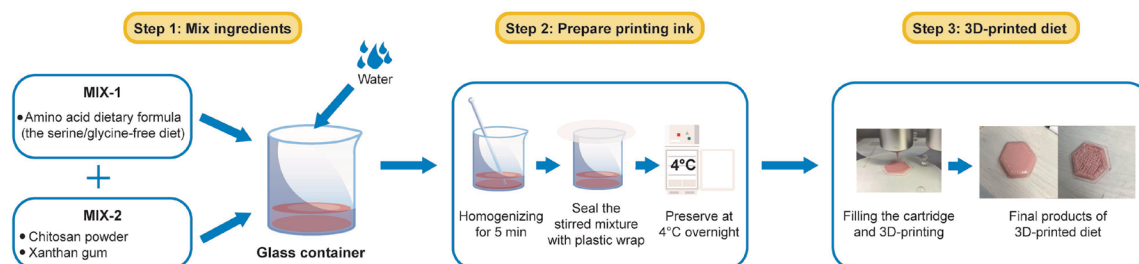 Step 1: Mix ingredients
MIX-1
●Amino acid dietary formula
(the serine/glycine-free diet)
+
MIX-2
● Chitosan powder
● Xanthan gum
Water
Glass container
Step 2: Prepare printing ink
Homogenizing
for 5 min
Seal the
stirred mixture
with plastic wrap
4°C
Preserve at
4°C overnight
Step 3: 3D-printed diet
Filling the cartridge
and 3D-printing
Final products of
3D-printed diet